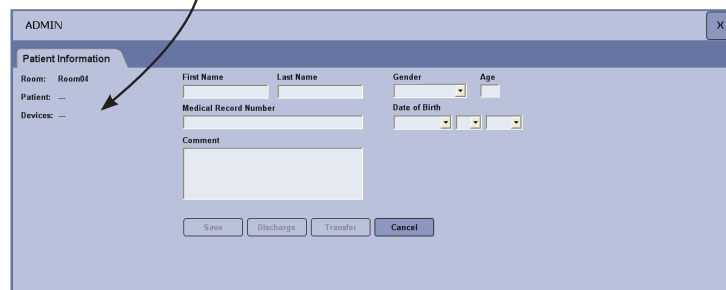 ADMIN
X
Patient Information
Room: Room04
Patient: ---
Devices: ---
First Name Last Name Gender Age
Medical Record Number Date of Birth
Comment
Save Discharge Transfer Cancel